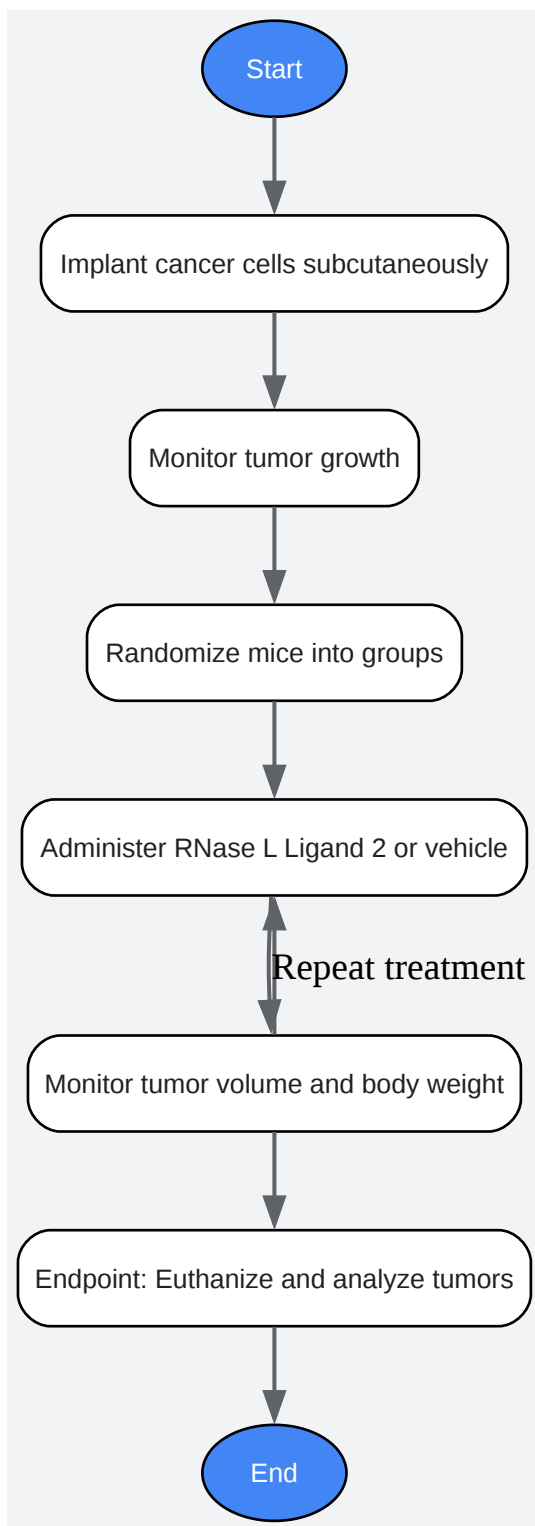 Start
Implant cancer cells subcutaneously
Monitor tumor growth
Randomize mice into groups
Administer RNase L Ligand 2 or vehicle
Repeat treatment
Monitor tumor volume and body weight
Endpoint: Euthanize and analyze tumors
End